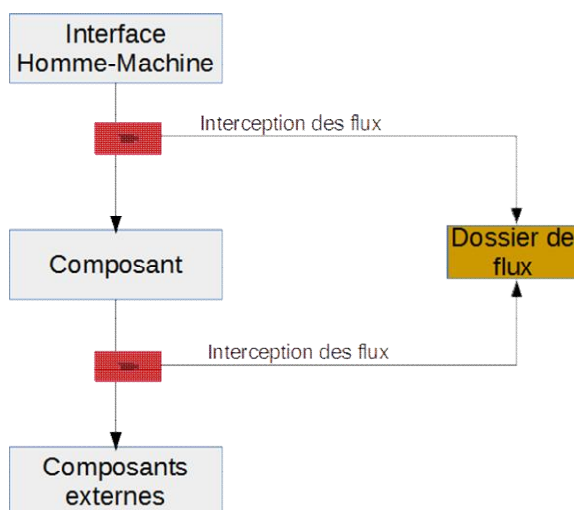 Interface
Homme-Machine
Interception des flux
Composant
Dossier de
flux
Interception des flux
Composants
externes